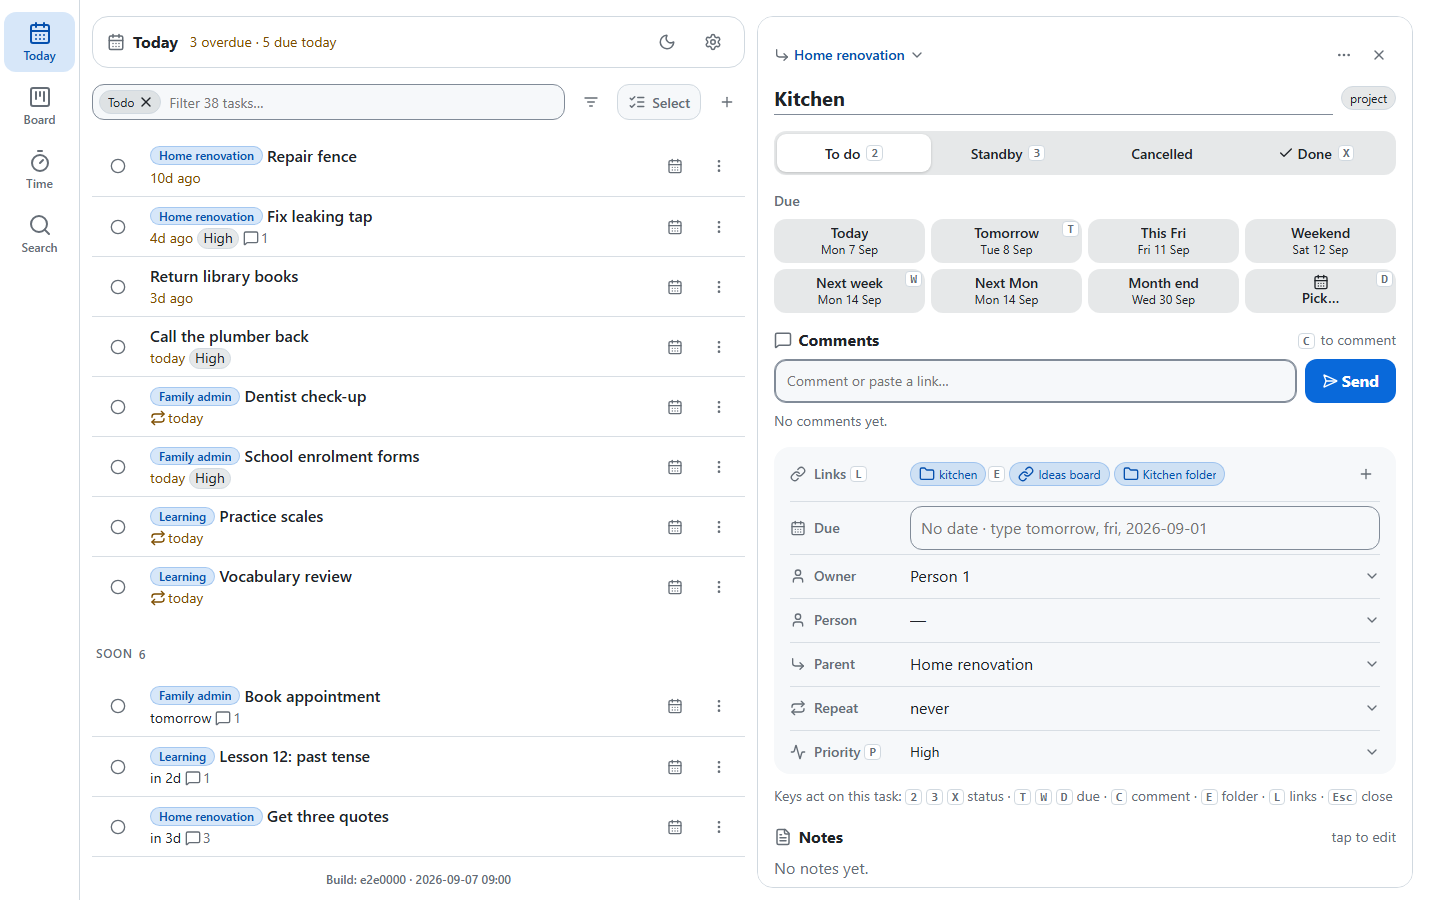 Today
Board
Time
Search
Today 3 overdue · 5 due today
Todo Filter 38 tasks... Select
Home renovation Repair fence
10d ago
Home renovation Fix leaking tap
4d ago High 1
Return library books
3d ago
Call the plumber back
today High
Family admin Dentist check-up
today
Family admin School enrolment forms
today High
Learning Practice scales
today
Learning Vocabulary review
today
SOON 6
Family admin Book appointment
tomorrow 1
Learning Lesson 12: past tense
in 2d 1
Home renovation Get three quotes
in 3d 3
Build: e2e0000 · 2026-09-07 09:00
Home renovation
Kitchen project
To do 2 Standby 3 Cancelled Done X
Due
Today Tomorrow T This Fri Weekend
Mon 7 Sep Tue 8 Sep Fri 11 Sep Sat 12 Sep
Next week W Next Mon Month end D
Mon 14 Sep Mon 14 Sep Wed 30 Sep Pick...
Comments C to comment
Comment or paste a link... Send
No comments yet.
Links L kitchen E Ideas board Kitchen folder
Due No date · type tomorrow, fri, 2026-09-01
Owner Person 1
Person —
Parent Home renovation
Repeat never
Priority P High
Keys act on this task: 2 3 X status · T W D due · C comment · E folder · L links · Esc close
Notes tap to edit
No notes yet.